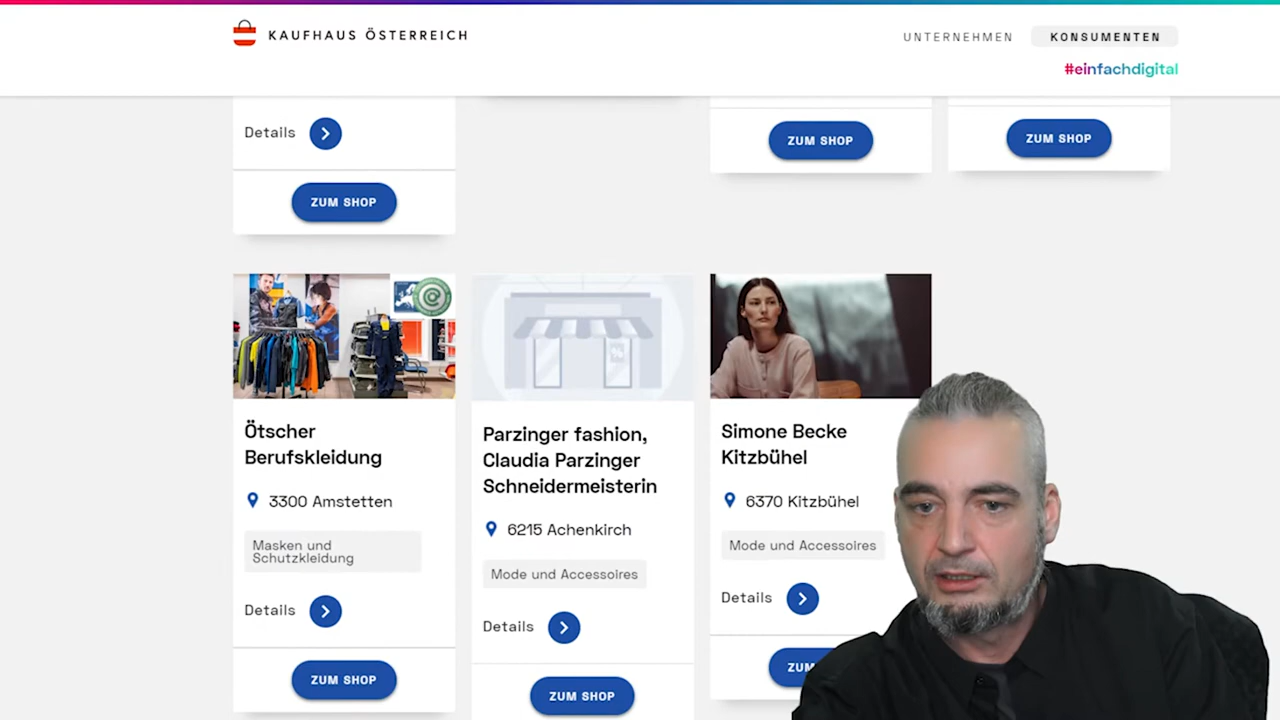 KAUFHAUS ÖSTERREICH
UNTERNEHMEN
KONSUMENTEN
#einfachdigital
Details
ZUM SHOP
ZUM SHOP
ZUM SHOP
Ötscher
Berufskleidung
3300 Amstetten
Masken und
Schutzkleidung
Details
ZUM SHOP
Parzinger fashion,
Claudia Parzinger
Schneidermeisterin
6215 Achenkirch
Mode und Accessoires
Details
ZUM SHOP
Simone Becke
Kitzbühel
6370 Kitzbühel
Mode und Accessoires
Details
ZUM